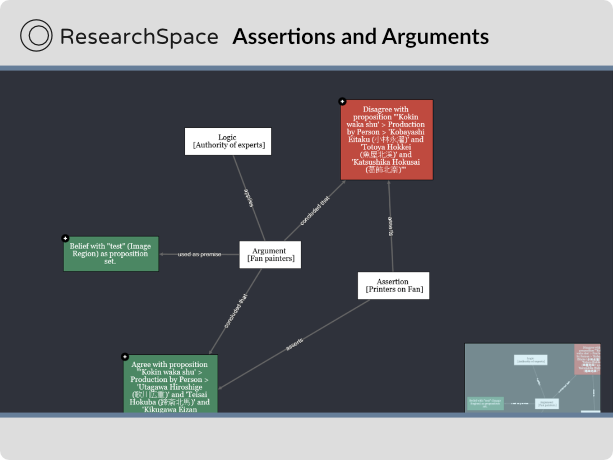 ResearchSpace Assertions and Arguments
Disagree with
proposition "'Kokin
waka shu' > Production
by Person > 'Kobayashi
Eitaku (小林永濯)' and
'Totoya Hokkei
(魚屋北渓)' and
'Katsushika Hokusai
(葛飾北斎)'"
Logic
[Authority of experts]
concluded that
Belief with "test" (Image
Region) as proposition
set.
used as premise
Argument
[Fan painters]
Assertion
[Printers on Fan]
concluded that
asserts
Agree with proposition
"'Kokin waka shu' >
Production by Person >
'Utagawa Hiroshige
(歌川広重)' and 'Teisai
Hokuba (蹄斎北馬)' and
'Kikugawa Eizan